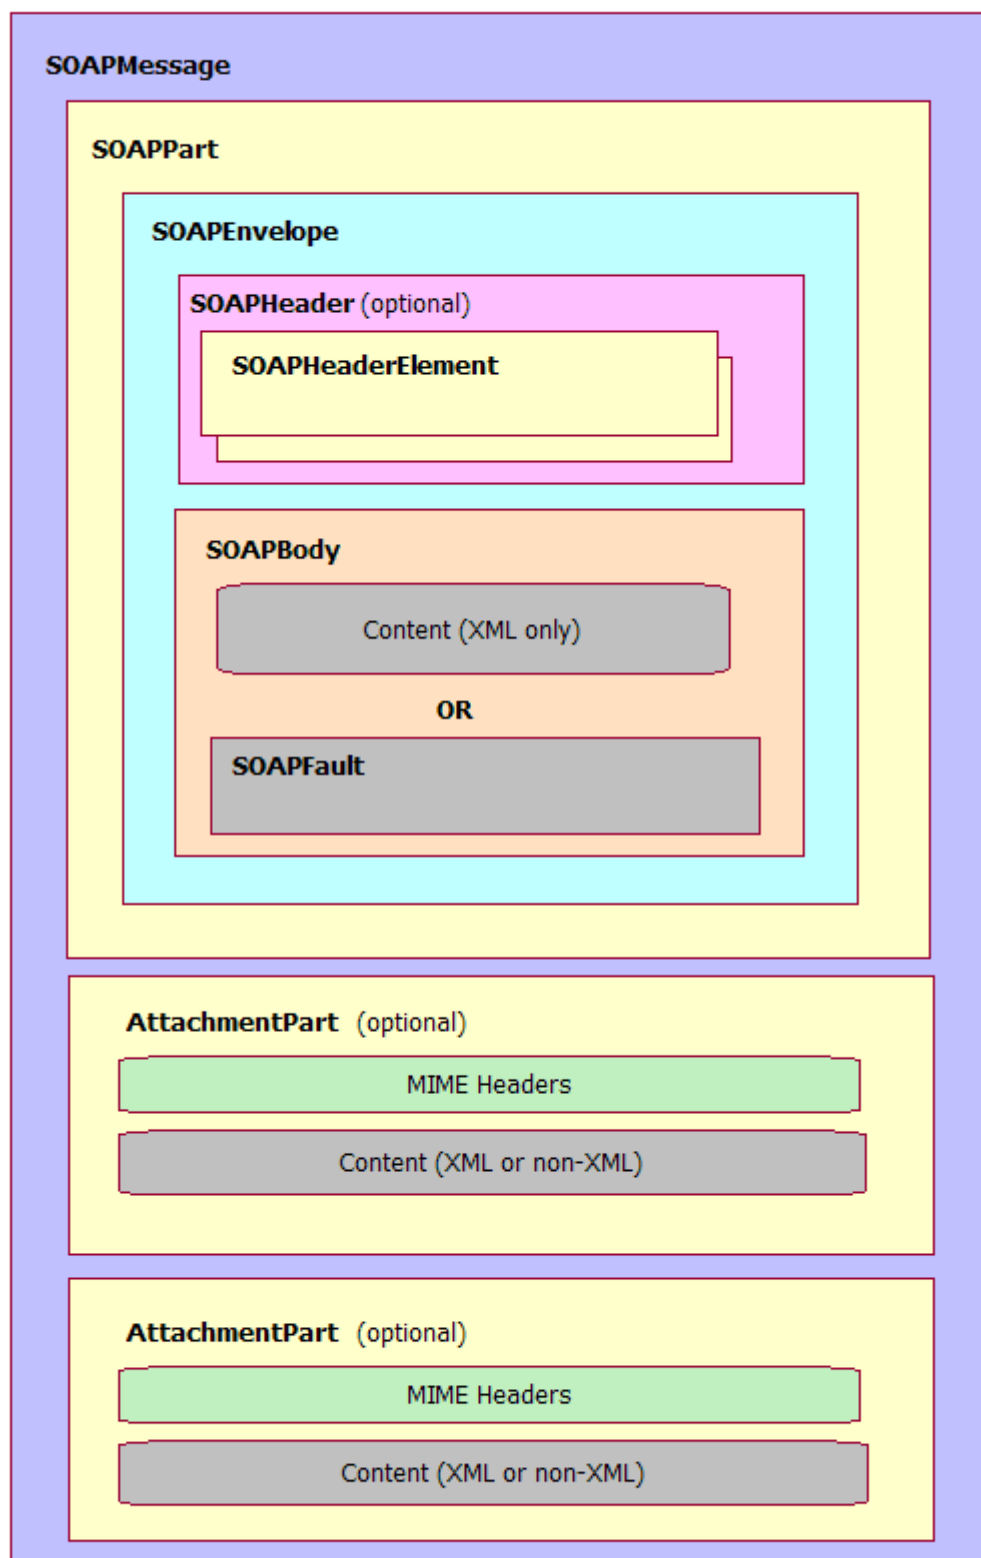 SOAPMessage
SOAPPart
SOAPEnvelope
SOAPHeader (optional)
SOAPHeaderElement
SOAPBody
Content (XML only)
OR
SOAPFault
AttachmentPart (optional)
MIME Headers
Content (XML or non-XML)
AttachmentPart (optional)
MIME Headers
Content (XML or non-XML)